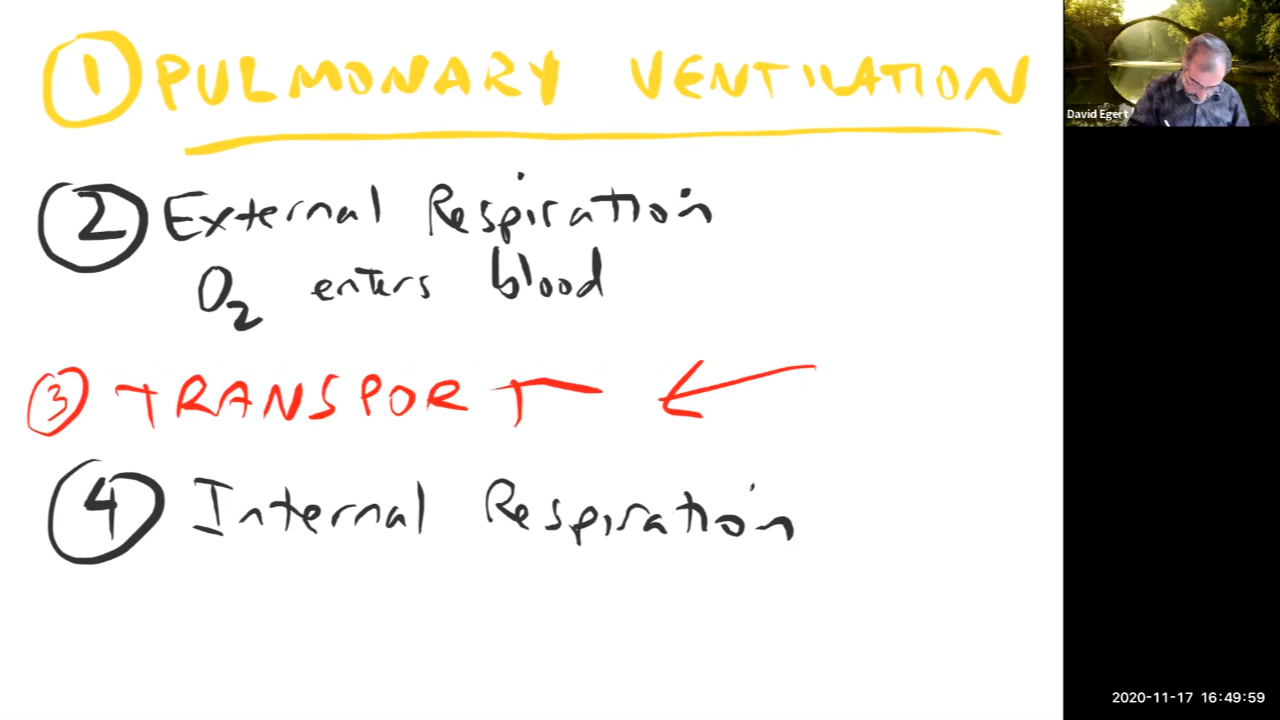 1 PULMONARY VENTILATION
David Egert
2 External Respiration
O2 enters blood
3 TRANSPORT
4 Internal Respiration
2020-11-17 16:49:59